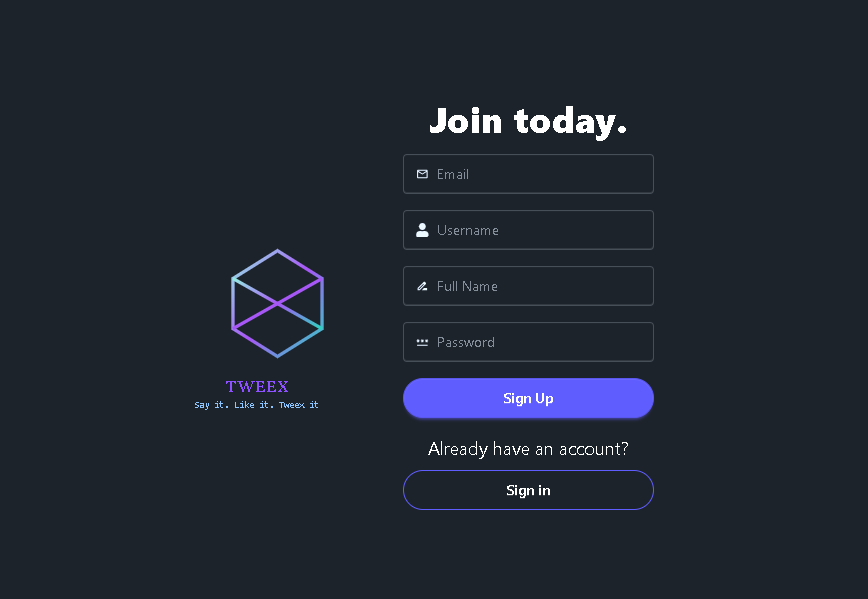 Join today.
Email
Username
Full Name
Password
Sign Up
Already have an account?
Sign in
TWEEX
Say it. Like it. Tweex it